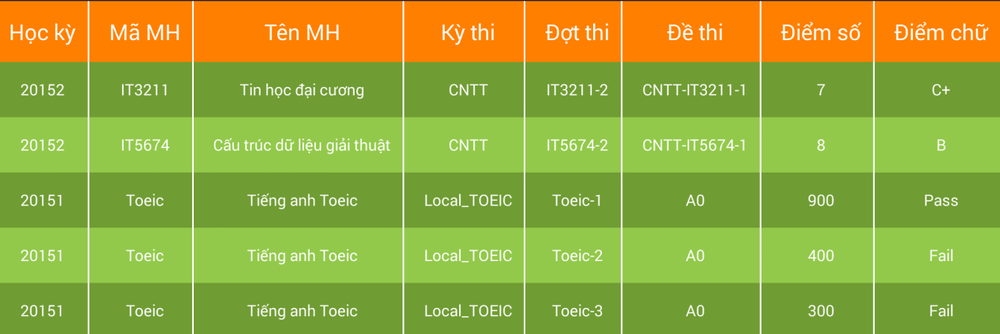 Học kỳ Mã MH Tên MH Kỳ thi Đợt thi Đề thi Điểm số Điểm chữ
20152 IT3211 Tin học đại cương CNTT IT3211-2 CNTT-IT3211-1 7 C+
20152 IT5674 Cấu trúc dữ liệu giải thuật CNTT IT5674-2 CNTT-IT5674-1 8 B
20151 Toeic Tiếng anh Toeic Local_TOEIC Toeic-1 A0 900 Pass
20151 Toeic Tiếng anh Toeic Local_TOEIC Toeic-2 A0 400 Fail
20151 Toeic Tiếng anh Toeic Local_TOEIC Toeic-3 A0 300 Fail